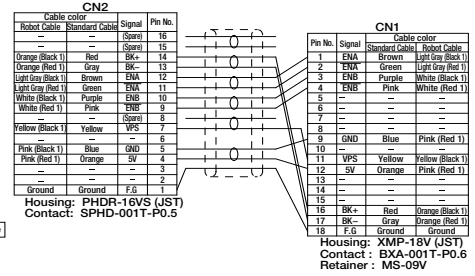 CN2
Cable color
Robot Cable Standard Cable Signal Pin No.
– – (Spare) 16
– – (Spare) 15
Orange (Black 1) Red BK+ 14
Orange (Red 1) Gray BK– 13
Light Gray (Black 1) Brown ENA 12
Light Gray (Red 1) Green ENA 11
White (Black 1) Purple ENB 10
White (Red 1) Pink ENB 9
– – (Spare) 8
Yellow (Black 1) Yellow VPS 7
– – – 6
Pink (Black 1) Blue GND 5
Pink (Red 1) Orange 5V 4
– – – 3
– – – 2
Ground Ground F.G 1
Housing: PHDR-16VS (JST)
Contact: SPHD-001T-P0.5
CN1
Pin No. Signal Cable color
Standard Cable Robot Cable
1 ENA Brown Light Gray (Black 1)
2 ENA Green Light Gray (Red 1)
3 ENB Purple White (Black 1)
4 ENB Pink White (Red 1)
5 – – –
6 – – –
7 – – –
8 – – –
9 GND Blue Pink (Red 1)
10 – – –
11 VPS Yellow Yellow (Black 1)
12 5V Orange Pink (Red 1)
13 – – –
14 – – –
15 – – –
16 BK+ Red Orange (Black 1)
17 BK– Gray Orange (Red 1)
18 F.G Ground Ground
Housing: XMP-18V (JST)
Contact : BXA-001T-P0.6
Retainer : MS-09V